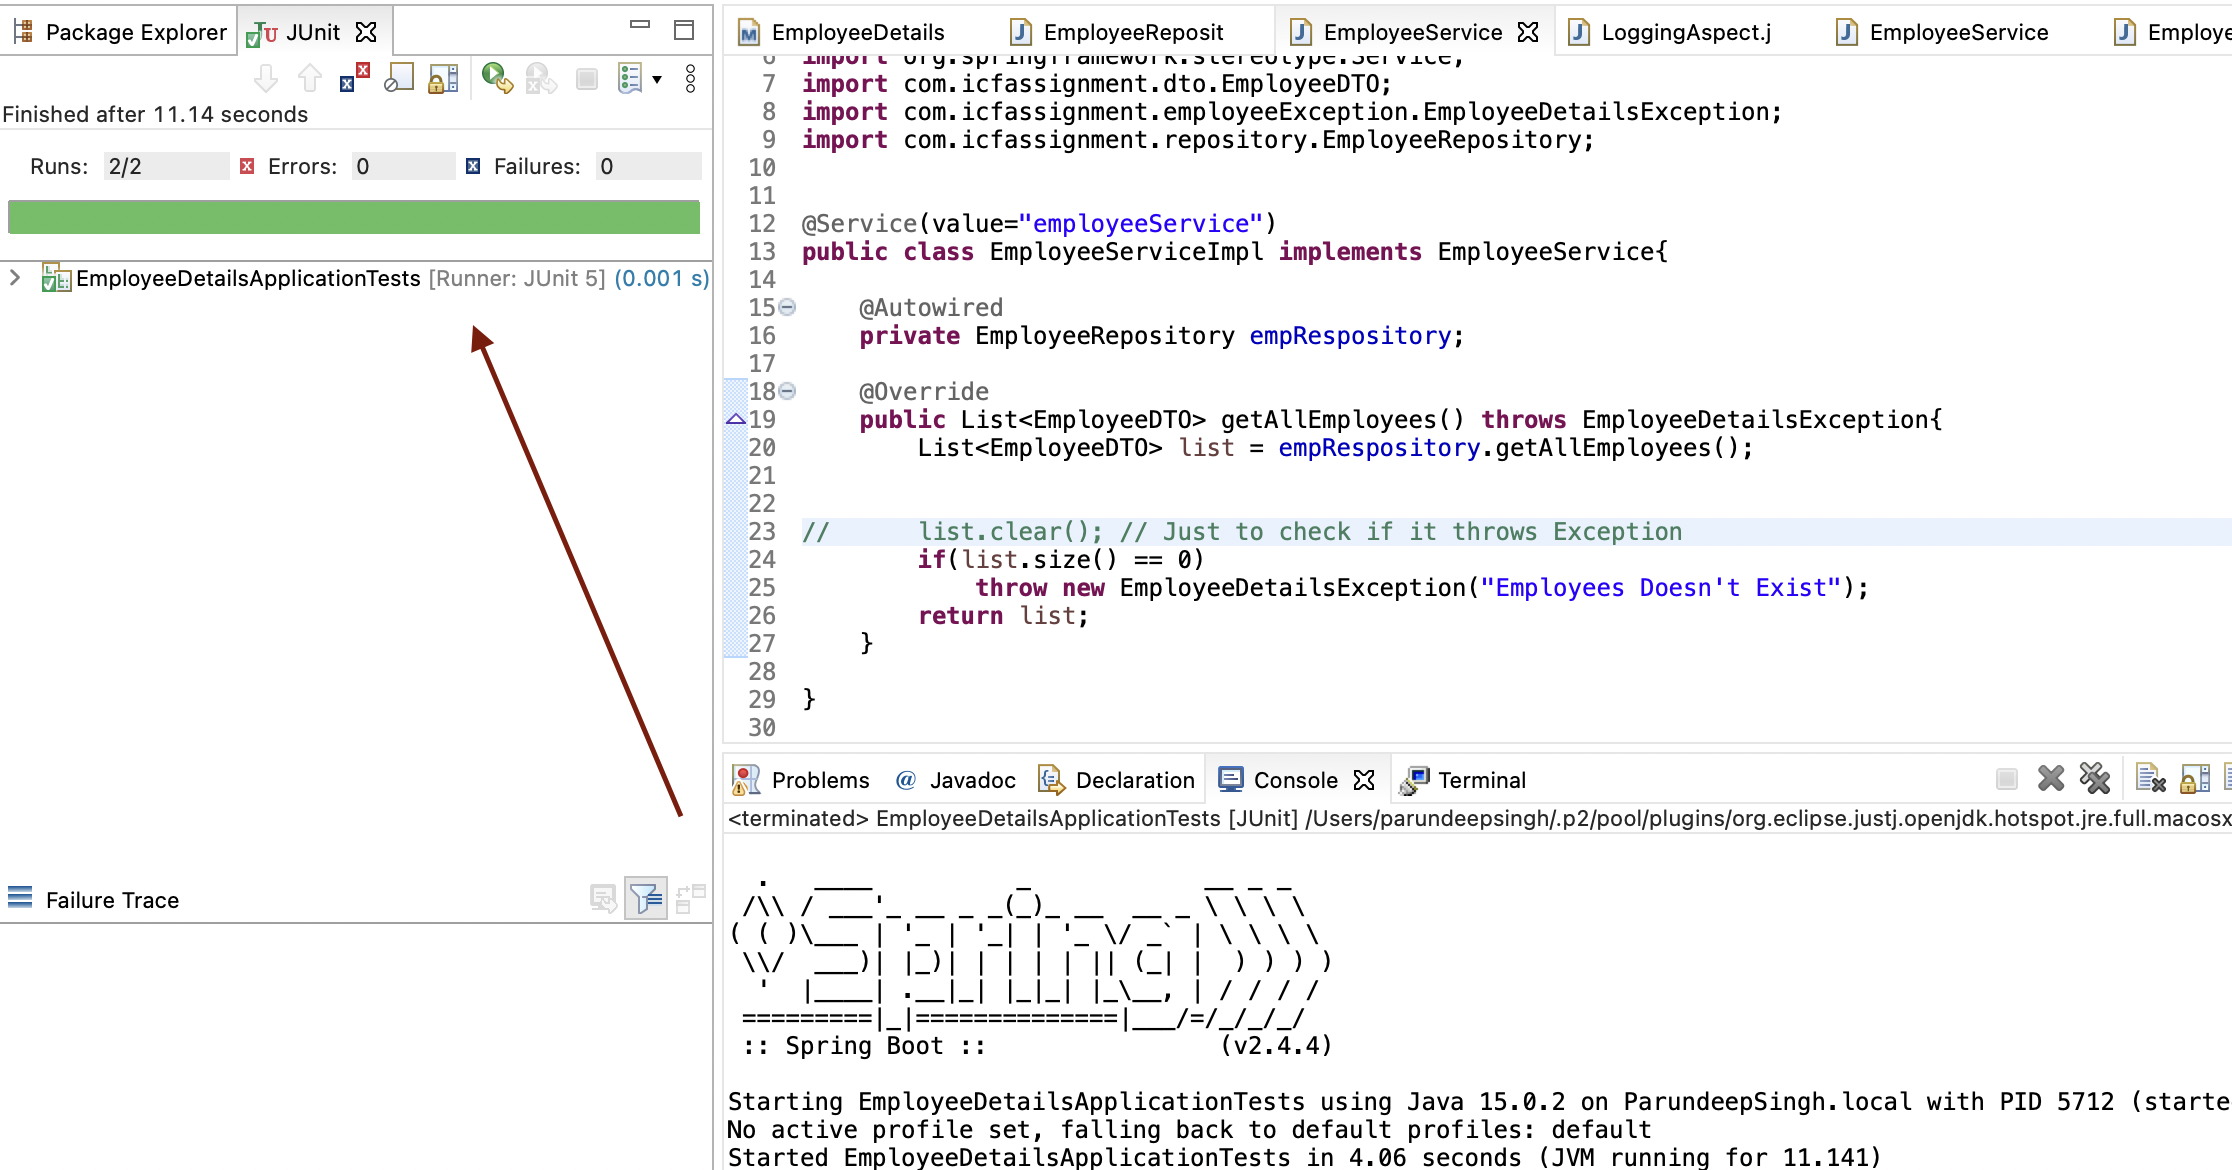 Package Explorer
JUnit
Finished after 11.14 seconds
Runs: 2/2 Errors: 0 Failures: 0
EmployeeDetailsApplicationTests [Runner: JUnit 5] (0.001 s)
Failure Trace
EmployeeDetails
EmployeeReposit
EmployeeService
LoggingAspect.j
EmployeeService
Employe
6 import org.springframework.stereotype.Service;
7 import com.icfassignment.dto.EmployeeDTO;
8 import com.icfassignment.employeeException.EmployeeDetailsException;
9 import com.icfassignment.repository.EmployeeRepository;
10
11
12 @Service(value="employeeService")
13 public class EmployeeServiceImpl implements EmployeeService{
14
15 @Autowired
16 private EmployeeRepository empRespository;
17
18 @Override
19 public List<EmployeeDTO> getAllEmployees() throws EmployeeDetailsException{
20 List<EmployeeDTO> list = empRespository.getAllEmployees();
21
22
23 // list.clear(); // Just to check if it throws Exception
24 if(list.size() == 0)
25 throw new EmployeeDetailsException("Employees Doesn't Exist");
26 return list;
27 }
28
29 }
30
Problems
@ Javadoc
Declaration
Console
Terminal
<terminated> EmployeeDetailsApplicationTests [JUnit] /Users/parundeepsingh/.p2/pool/plugins/org.eclipse.justj.openjdk.hotspot.jre.full.macosx
Spring
:: Spring Boot :: (v2.4.4)
Starting EmployeeDetailsApplicationTests using Java 15.0.2 on ParundeepSingh.local with PID 5712 (starte
No active profile set, falling back to default profiles: default
Started EmployeeDetailsApplicationTests in 4.06 seconds (JVM running for 11.141)